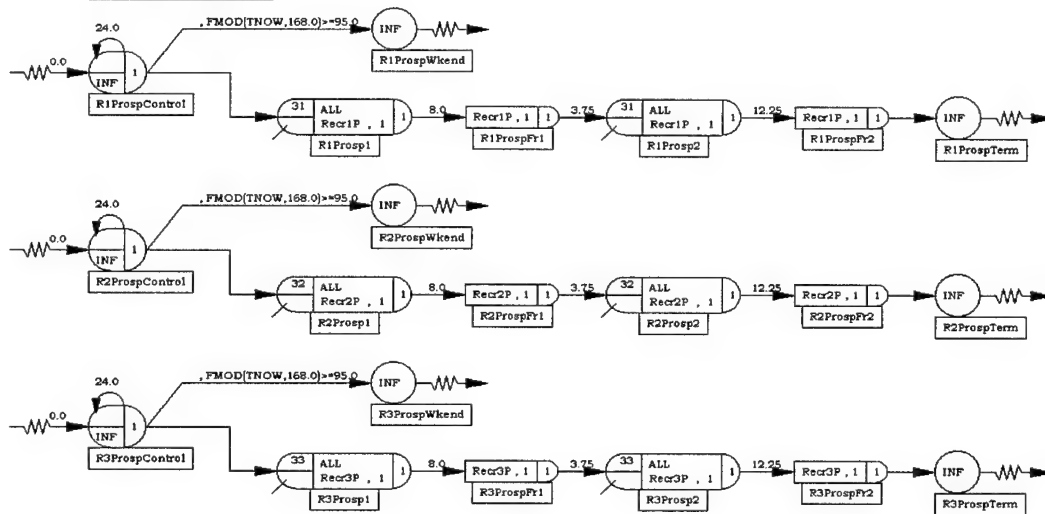 24.0
, FMOD(TNOW,168.0)>=95.0
INF
R1ProspWkend
0.0
INF
1
R1ProspControl
31
ALL
Recr1P , 1
1
R1Prosp1
8.0
Recr1P , 1
1
R1ProspFr1
3.75
31
ALL
Recr1P , 1
1
R1Prosp2
12.25
Recr1P , 1
1
R1ProspFr2
INF
R1ProspTerm
24.0
, FMOD(TNOW,168.0)>=95.0
INF
R2ProspWkend
0.0
INF
1
R2ProspControl
32
ALL
Recr2P , 1
1
R2Prosp1
8.0
Recr2P , 1
1
R2ProspFr1
3.75
32
ALL
Recr2P , 1
1
R2Prosp2
12.25
Recr2P , 1
1
R2ProspFr2
INF
R2ProspTerm
24.0
, FMOD(TNOW,168.0)>=95.0
INF
R3ProspWkend
0.0
INF
1
R3ProspControl
33
ALL
Recr3P , 1
1
R3Prosp1
8.0
Recr3P , 1
1
R3ProspFr1
3.75
33
ALL
Recr3P , 1
1
R3Prosp2
12.25
Recr3P , 1
1
R3ProspFr2
INF
R3ProspTerm